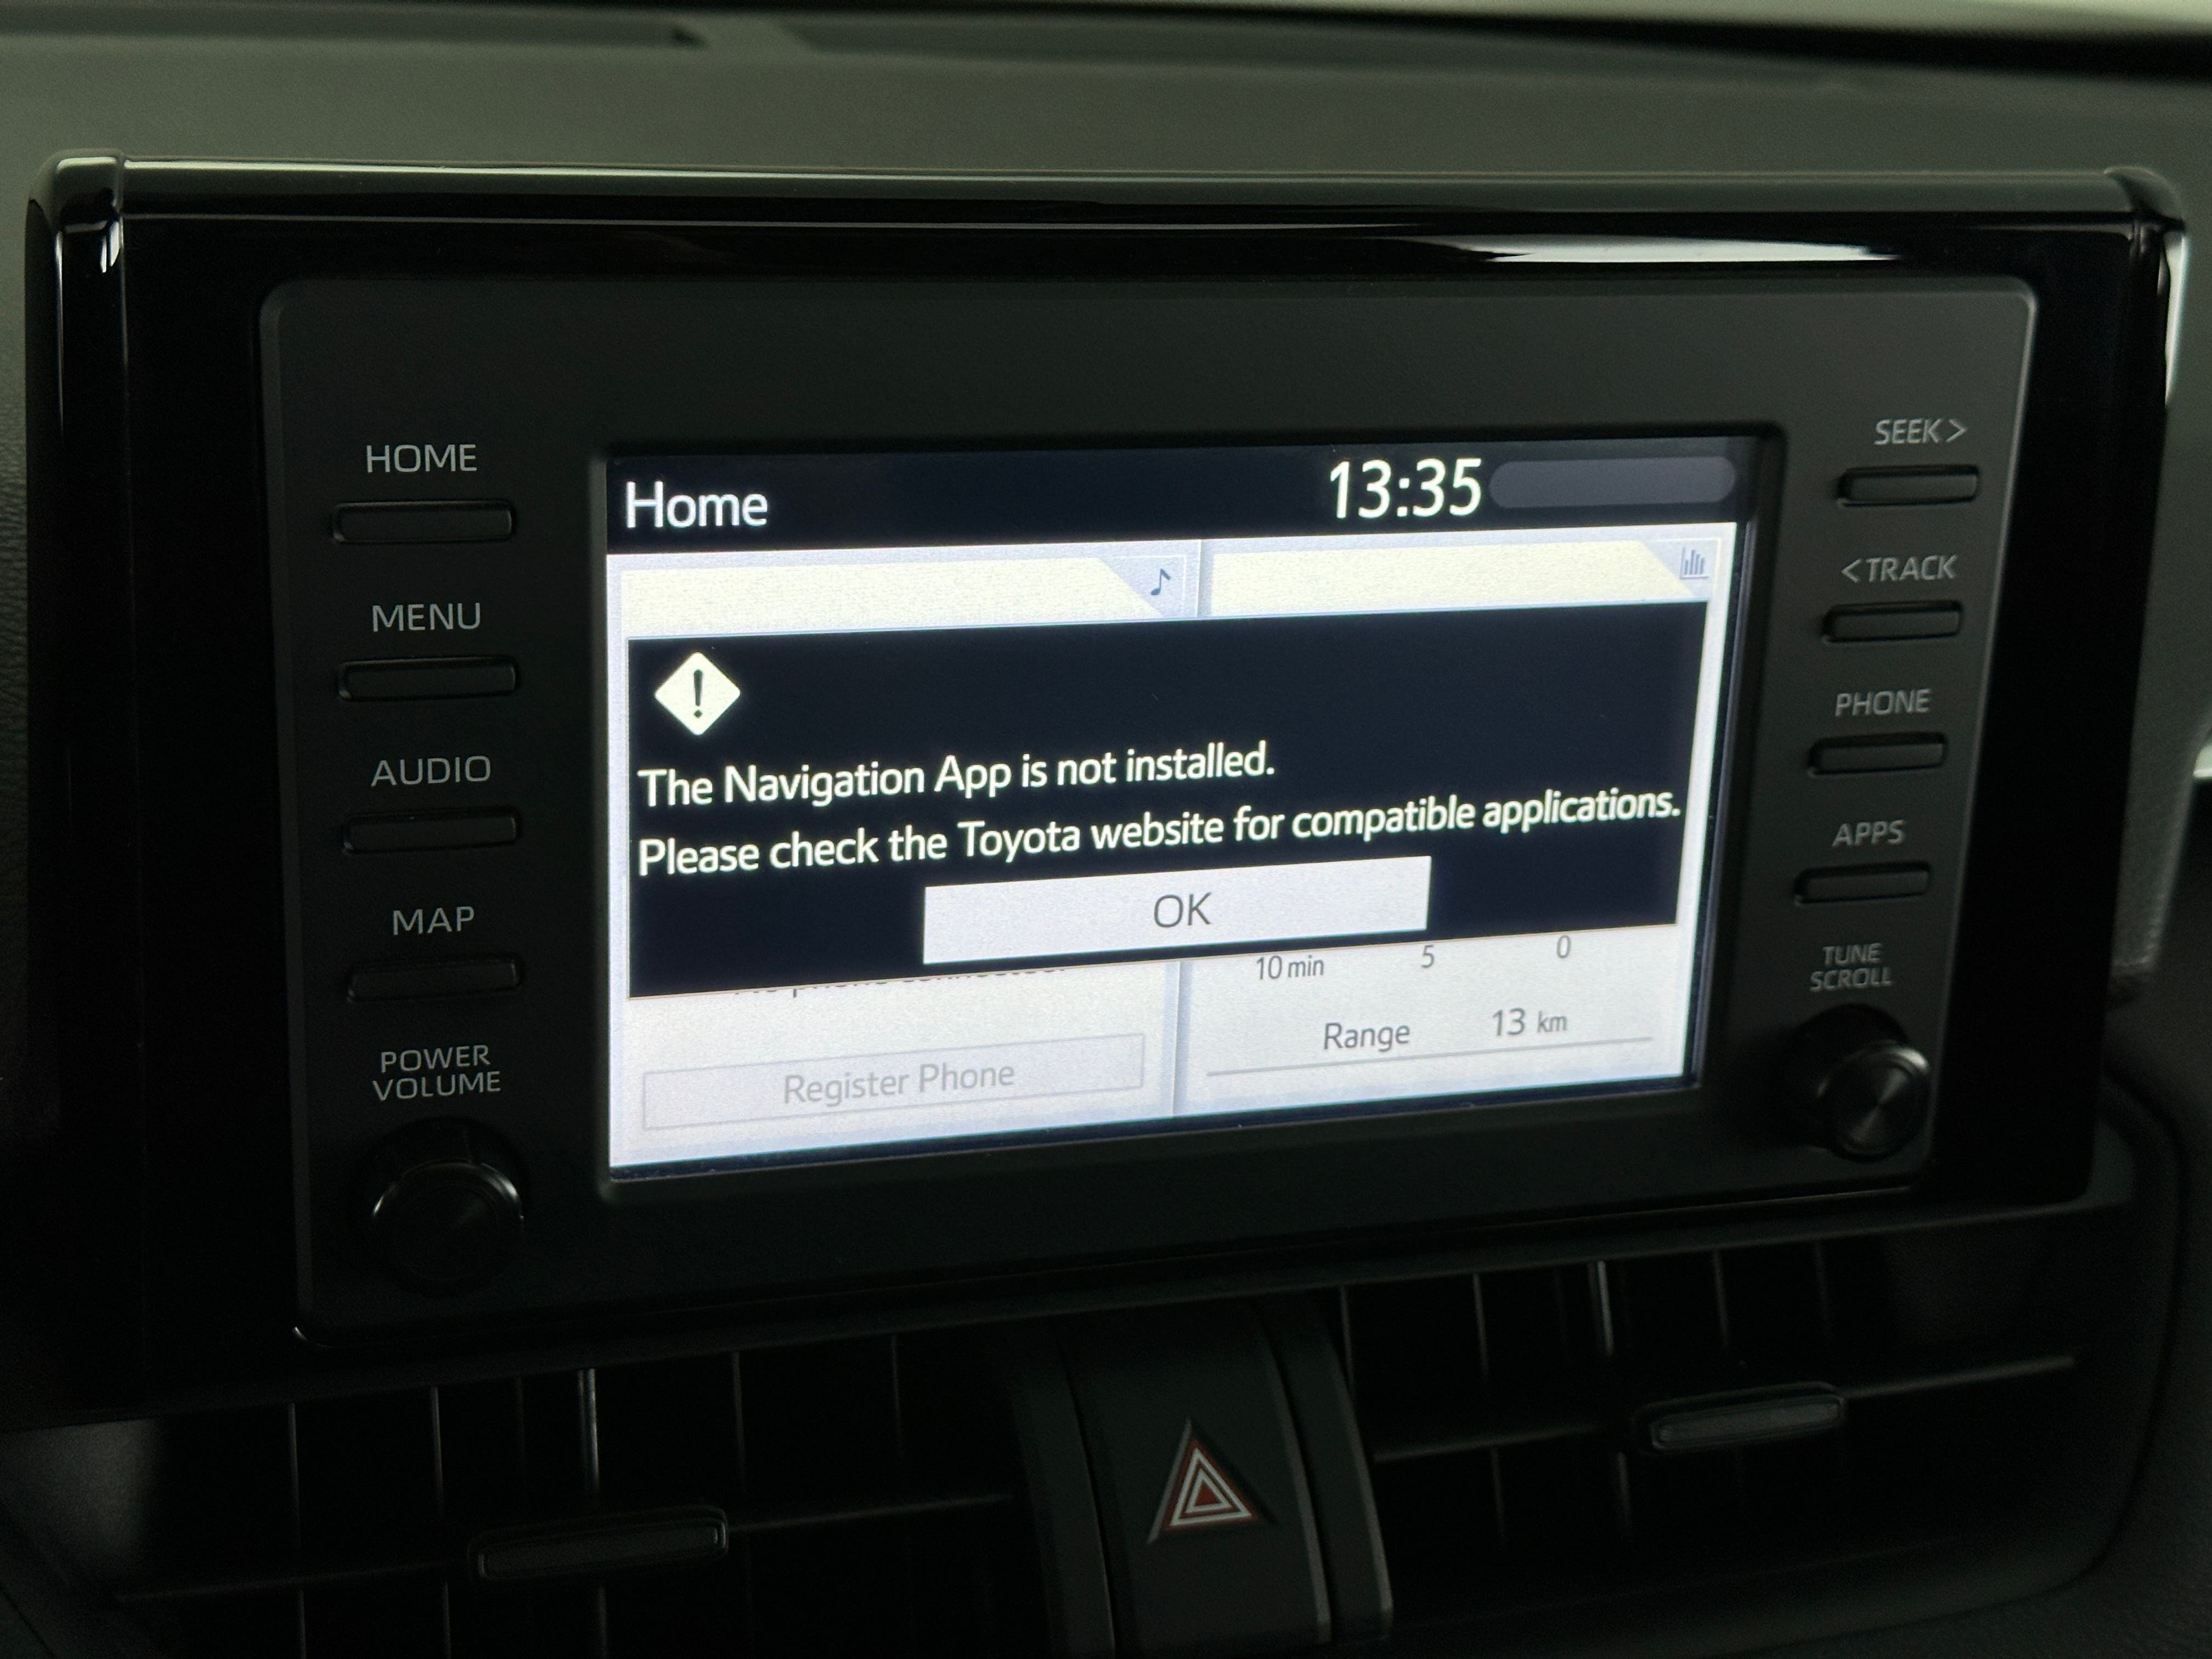 HOME
MENU
AUDIO
MAP
POWER
VOLUME
Home
13:35
The Navigation App is not installed.
Please check the Toyota website for compatible applications.
OK
10 min 5 0
Range 13 km
Register Phone
SEEK >
< TRACK
PHONE
APPS
TUNE
SCROLL